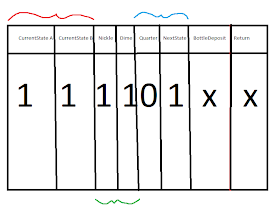 CurrentState A CurrentState B Nickle Dime Quarter NextState BottleDeposit Return
1 1 1 1 0 1 x x